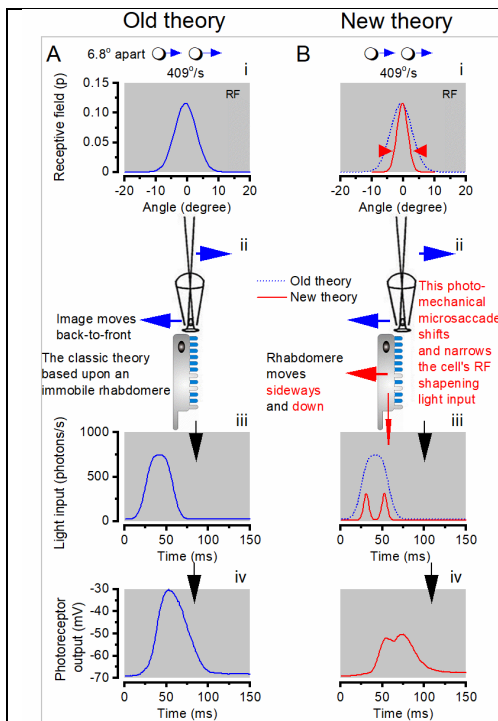 Old theory
New theory
A
6.8° apart
409°/s
i
RF
Receptive field (p)
0.15
0.10
0.05
0
-20
-10
0
10
20
Angle (degree)
B
409°/s
i
RF
-20
-10
0
10
20
Angle (degree)
ii
Image moves
back-to-front
The classic theory
based upon an
immobile rhabdomere
Old theory
New theory
ii
This photo-
mechanical
microsaccade
shifts
and narrows
the cell's RF
shapening
light input
Rhabdomere
moves
sideways
and down
iii
Light input (photons/s)
1000
500
0
0
50
100
150
Time (ms)
iii
0
50
100
150
Time (ms)
iv
Photoreceptor
output (mV)
-30
-40
-50
-60
-70
0
50
100
150
Time (ms)
iv
0
50
100
150
Time (ms)